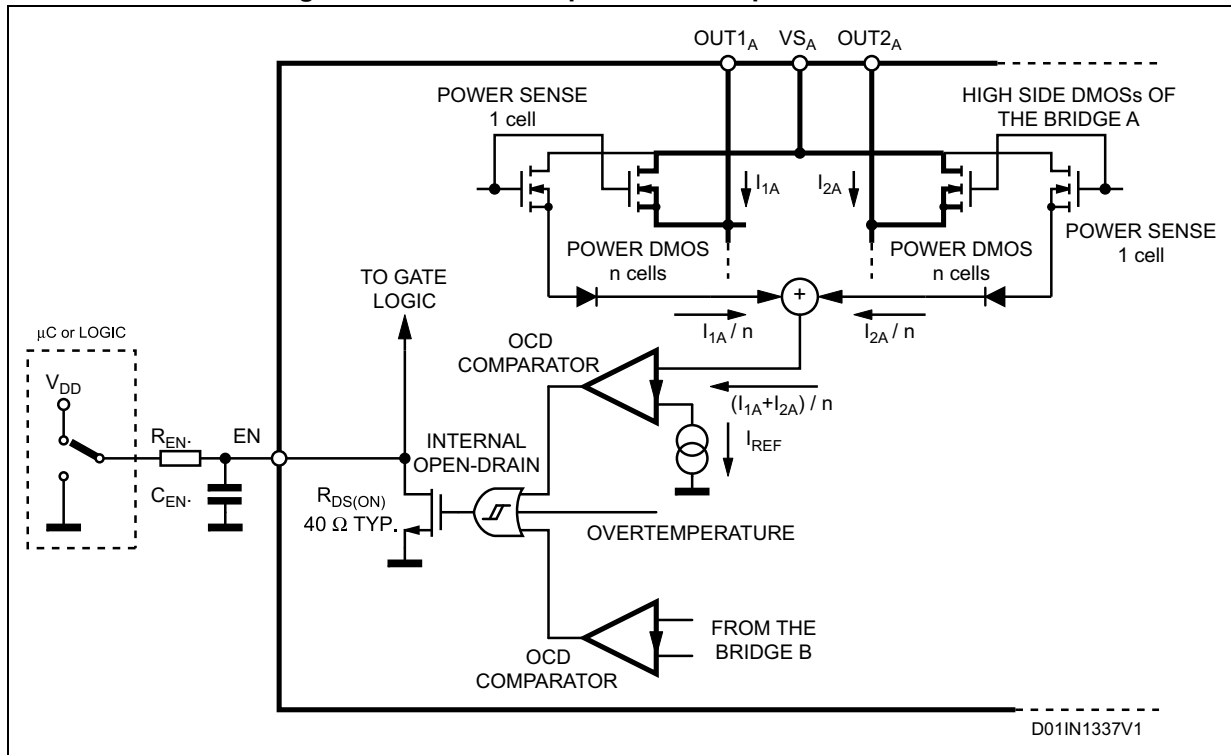 OUT1A VSA OUT2A
POWER SENSE
1 cell
HIGH SIDE DMOSs OF
THE BRIDGE A
I1A
I2A
POWER SENSE
1 cell
POWER DMOS
n cells
POWER DMOS
n cells
TO GATE
LOGIC
+
I1A / n
I2A / n
μC or LOGIC
VDD
OCD
COMPARATOR
(I1A+I2A) / n
IREF
REN.
EN
INTERNAL
OPEN-DRAIN
CEN.
RDS(ON)
40 Ω TYP.
OVERTEMPERATURE
FROM THE
BRIDGE B
OCD
COMPARATOR
D01IN1337V1